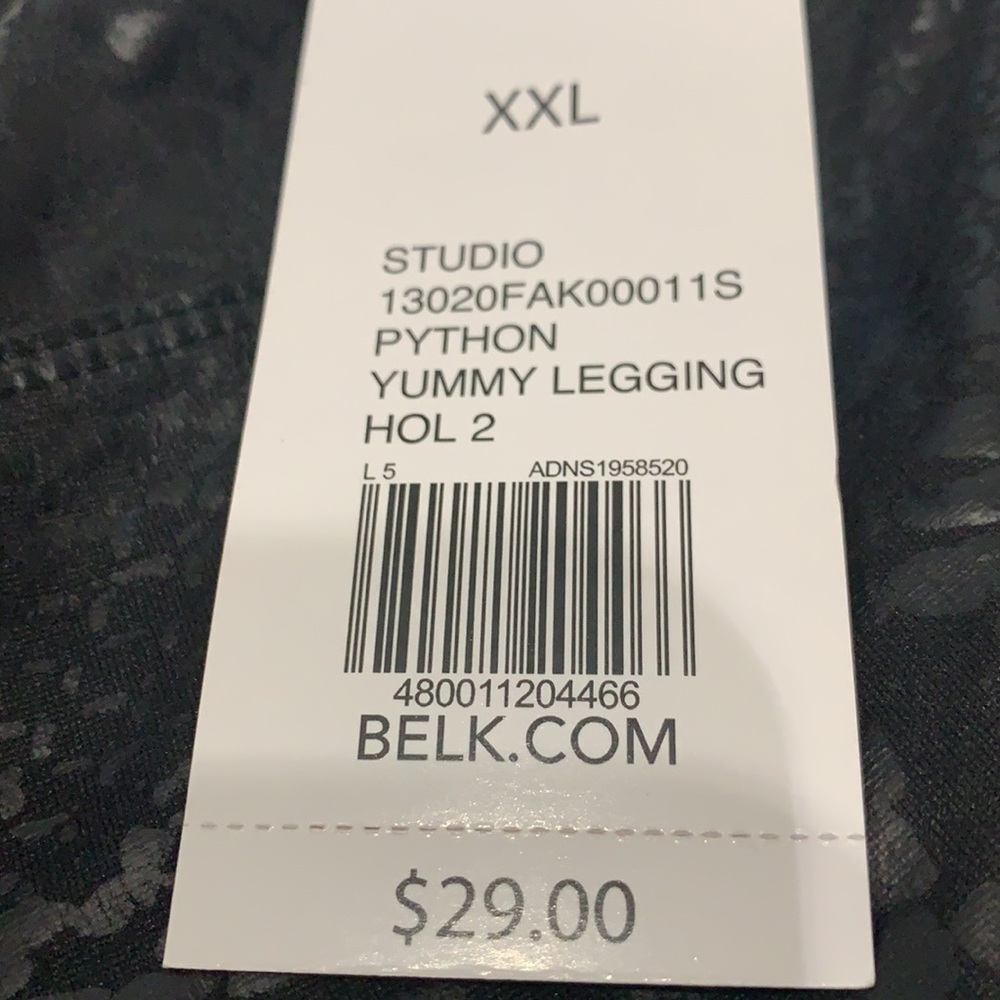 XXL
STUDIO
13020FAK00011S
PYTHON
YUMMY LEGGING
HOL 2
L 5 ADNS1958520
480011204466
BELK.COM
$29.00